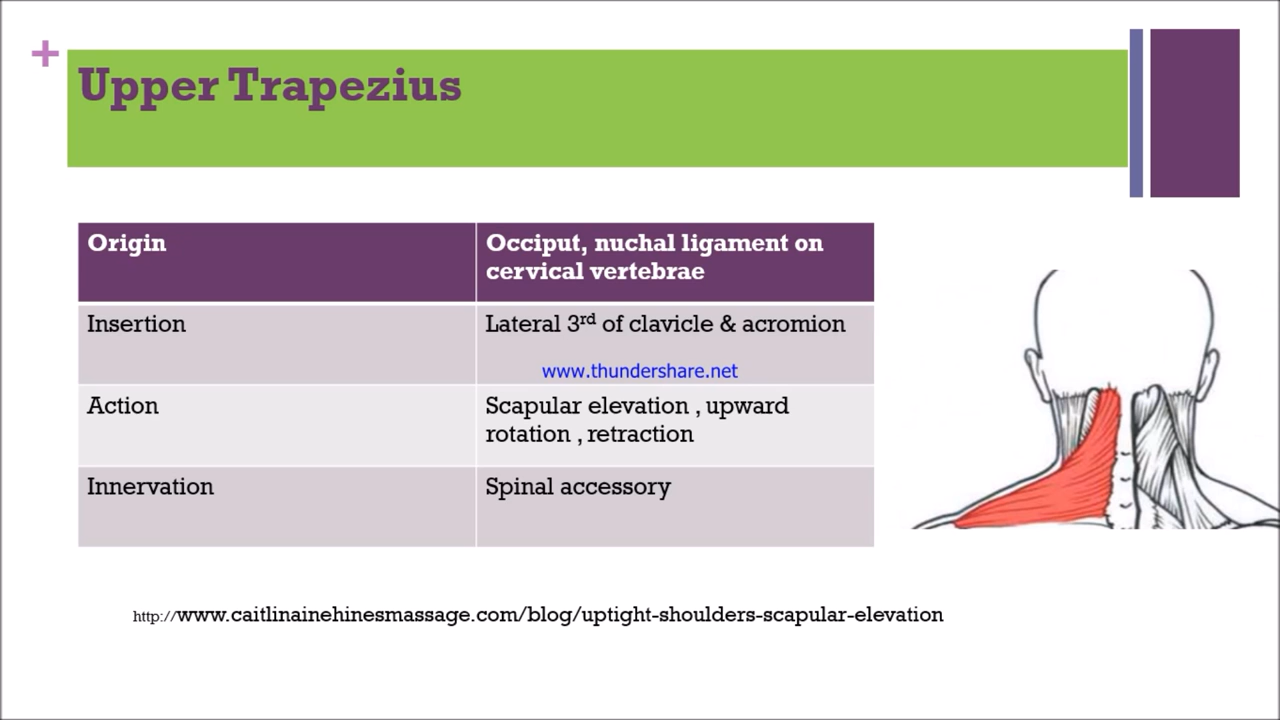 +
Upper Trapezius
Origin
Occiput, nuchal ligament on
cervical vertebrae
Insertion
Lateral 3rd of clavicle & acromion
www.thundershare.net
Action
Scapular elevation , upward
rotation , retraction
Innervation
Spinal accessory
http://www.caitlinainehinesmassage.com/blog/uptight-shoulders-scapular-elevation